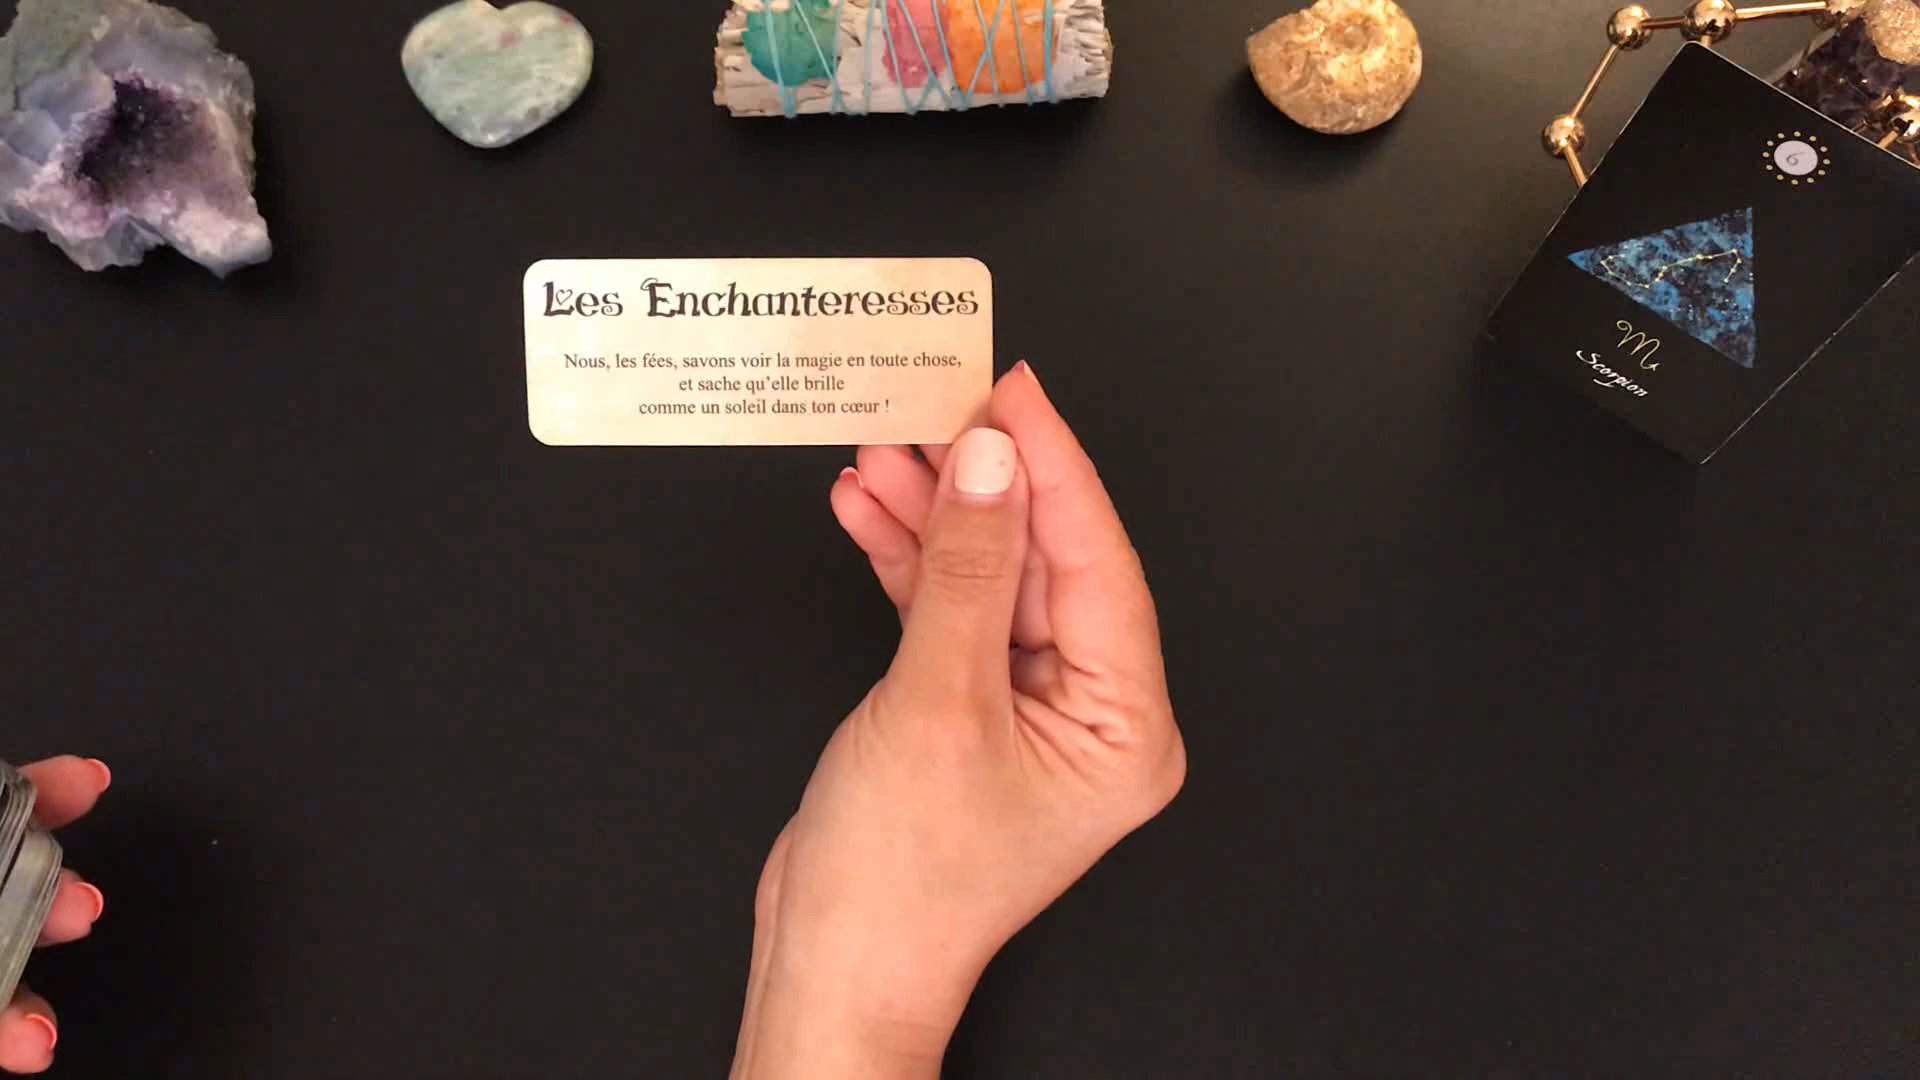 Les Enchanteresses
Nous, les fées, savons voir la magie en toute chose,
et sache qu'elle brille
comme un soleil dans ton cœur !
6
Scorpion